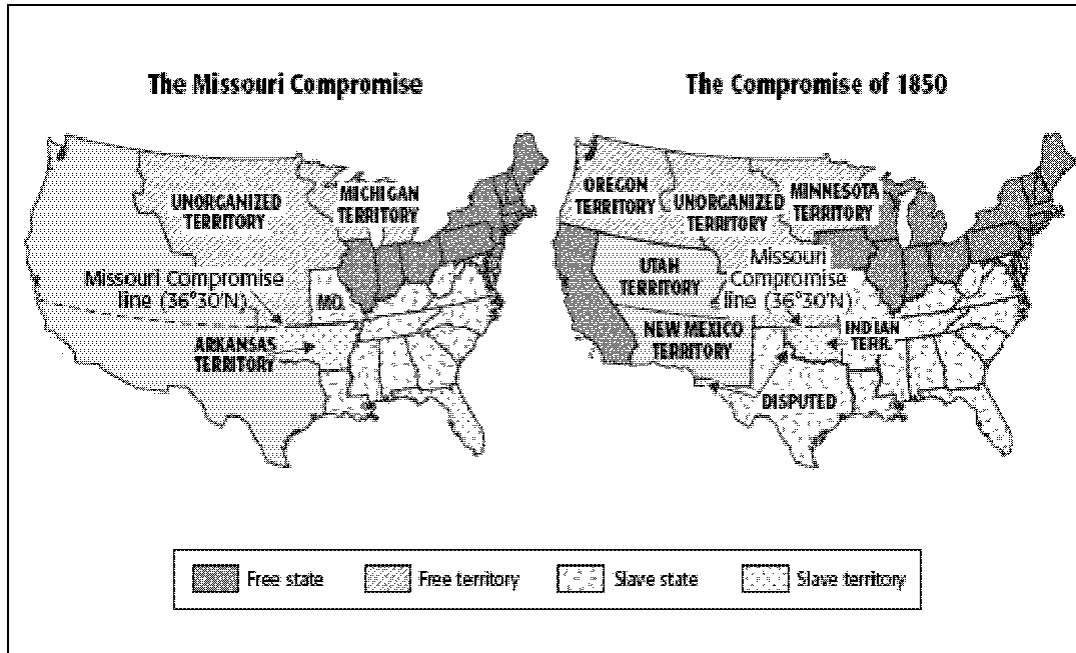 The Missouri Compromise
UNORGANIZED
TERRITORY
MICHIGAN
TERRITORY
Missouri Compromise
line (36°30'N)
MO.
ARKANSAS
TERRITORY
The Compromise of 1850
OREGON
TERRITORY
UNORGANIZED
TERRITORY
MINNESOTA
TERRITORY
UTAH
TERRITORY
Missouri
Compromise
line (36°30'N)
NEW MEXICO
TERRITORY
INDIAN
TERR.
DISPUTED
Free state
Free territory
Slave state
Slave territory